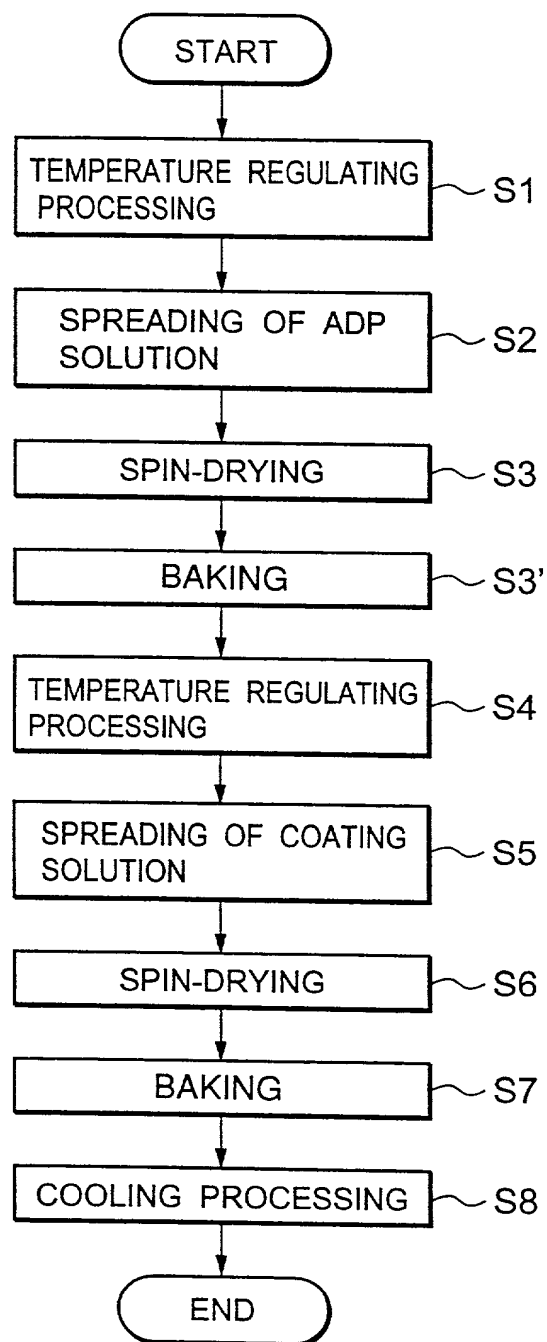 START
TEMPERATURE REGULATING
PROCESSING
S1
SPREADING OF ADP
SOLUTION
S2
SPIN-DRYING
S3
BAKING
S3'
TEMPERATURE REGULATING
PROCESSING
S4
SPREADING OF COATING
SOLUTION
S5
SPIN-DRYING
S6
BAKING
S7
COOLING PROCESSING
S8
END